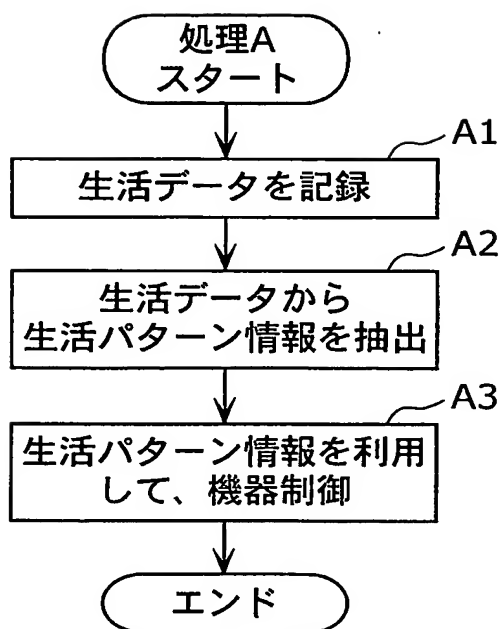 処理A
スタート
A1
生活データを記録
A2
生活データから
生活パターン情報を抽出
A3
生活パターン情報を利用
して、機器制御
エンド